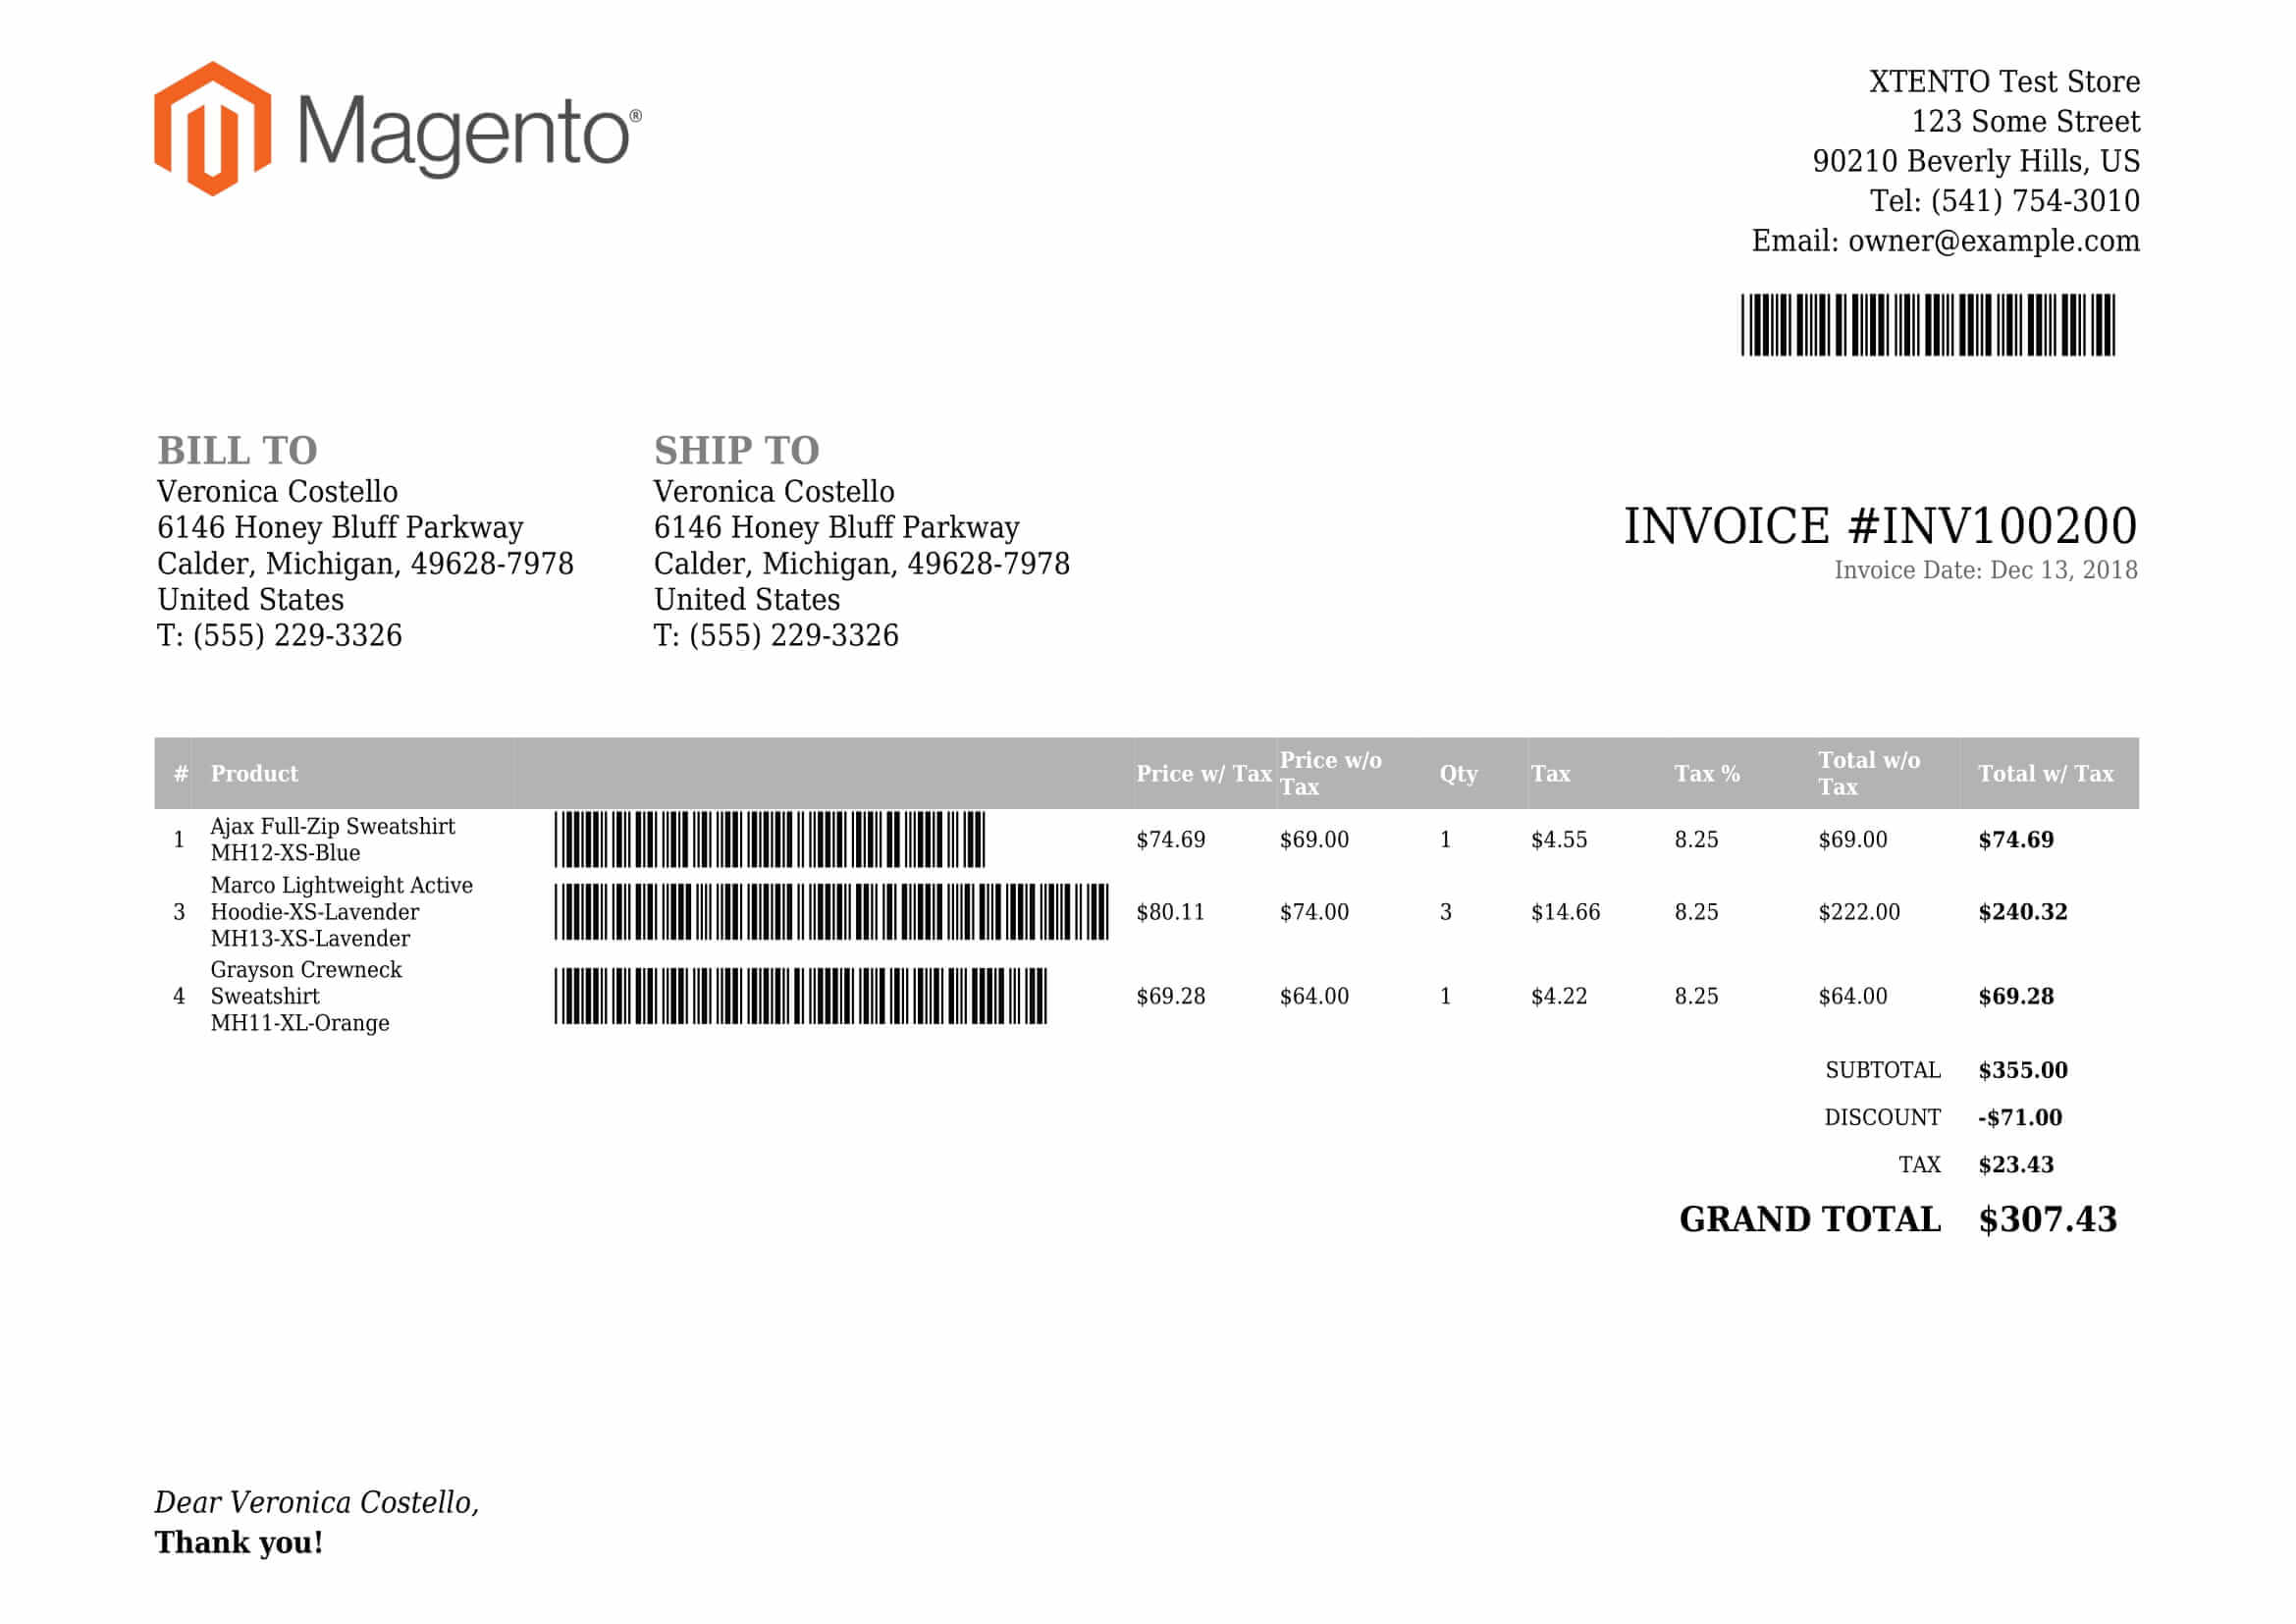 Magento®
XTENTO Test Store
123 Some Street
90210 Beverly Hills, US
Tel: (541) 754-3010
Email: owner@example.com
BILL TO
Veronica Costello
6146 Honey Bluff Parkway
Calder, Michigan, 49628-7978
United States
T: (555) 229-3326
SHIP TO
Veronica Costello
6146 Honey Bluff Parkway
Calder, Michigan, 49628-7978
United States
T: (555) 229-3326
INVOICE #INV100200
Invoice Date: Dec 13, 2018
# Product Price w/ Tax Price w/o Tax Qty Tax Tax % Total w/o Tax Total w/ Tax
1 Ajax Full-Zip Sweatshirt
MH12-XS-Blue
$74.69 $69.00 1 $4.55 8.25 $69.00 $74.69
3 Marco Lightweight Active
Hoodie-XS-Lavender
MH13-XS-Lavender
$80.11 $74.00 3 $14.66 8.25 $222.00 $240.32
4 Grayson Crewneck
Sweatshirt
MH11-XL-Orange
$69.28 $64.00 1 $4.22 8.25 $64.00 $69.28
SUBTOTAL $355.00
DISCOUNT -$71.00
TAX $23.43
GRAND TOTAL $307.43
Dear Veronica Costello,
Thank you!